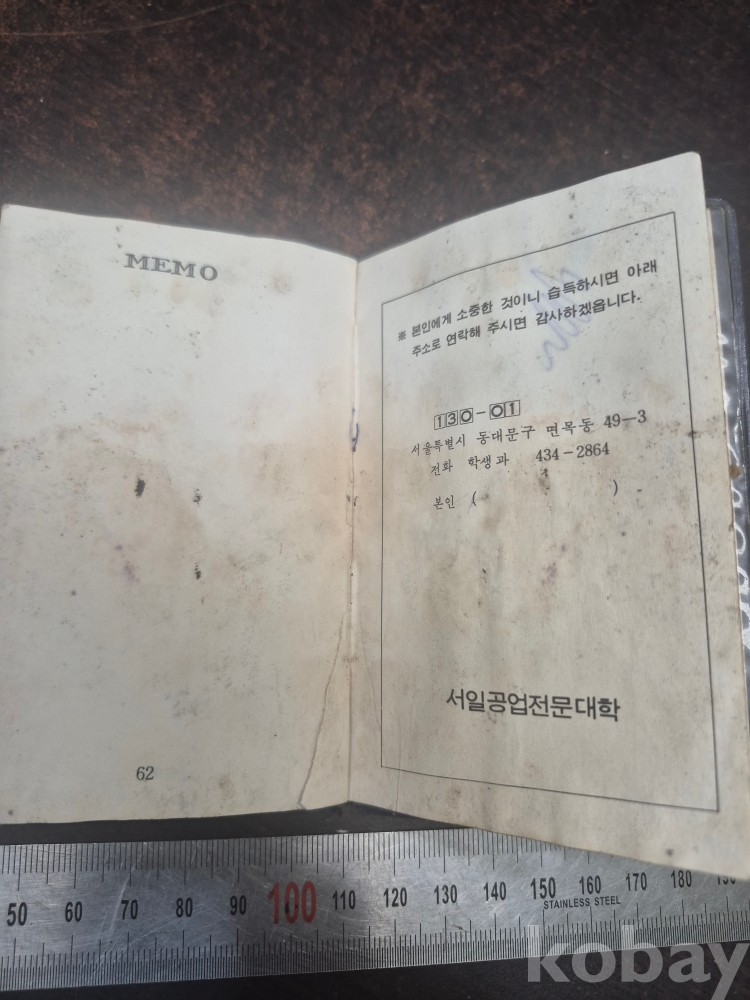 MEMO
62
※ 본인에게 소중한 것이니 습득하시면 아래
주소로 연락해 주시면 감사하겠읍니다.
130-01
서울특별시 동대문구 면목동 49-3
전화 학생과 434-2864
본인 ( )
서일공업전문대학
50 60 70 80 90 100 110 120 130 140 150 160 170 180 190
STAINLESS STEEL
kobay